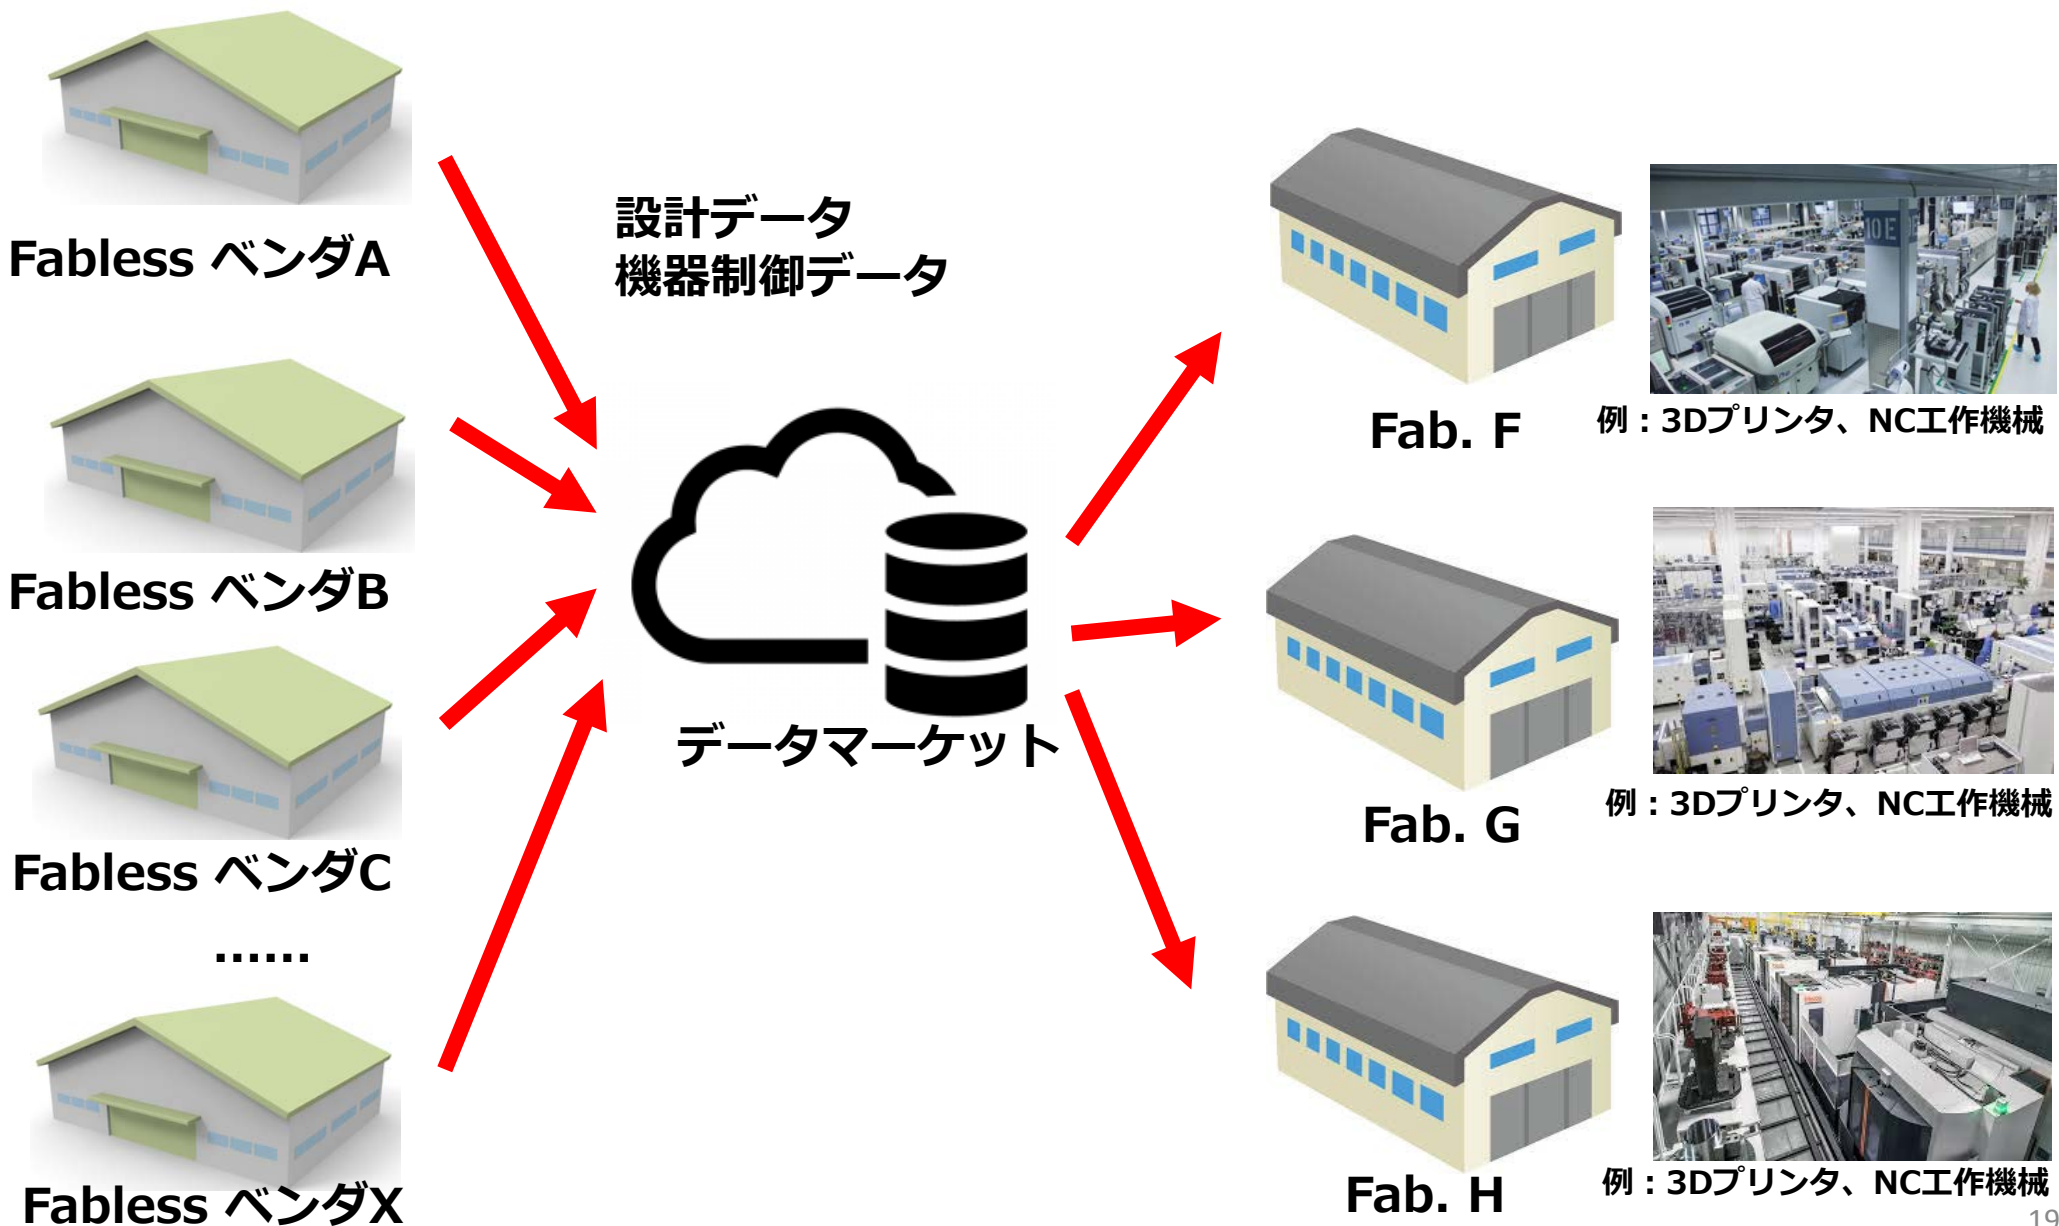 Fabless ベンダA
Fabless ベンダB
Fabless ベンダC
......
Fabless ベンダX
設計データ
機器制御データ
データマーケット
Fab. F
例：3Dプリンタ、NC工作機械
10E
Fab. G
例：3Dプリンタ、NC工作機械
Fab. H
例：3Dプリンタ、NC工作機械
19